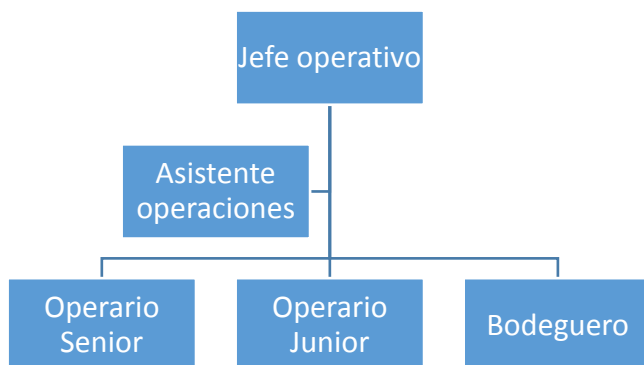 Jefe operativo
Asistente
operaciones
Operario
Senior
Operario
Junior
Bodeguero